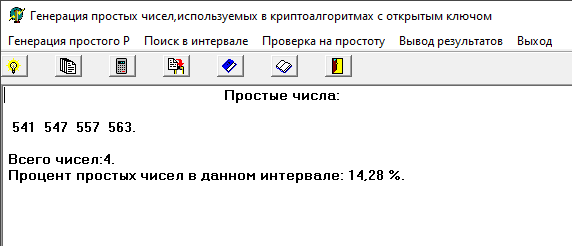 Генерация простых чисел,используемых в криптоалгоритмах с открытым ключом
Генерация простого P Поиск в интервале Проверка на простоту Вывод результатов Выход
Простые числа:
541 547 557 563.
Всего чисел:4.
Процент простых чисел в данном интервале: 14,28 %.